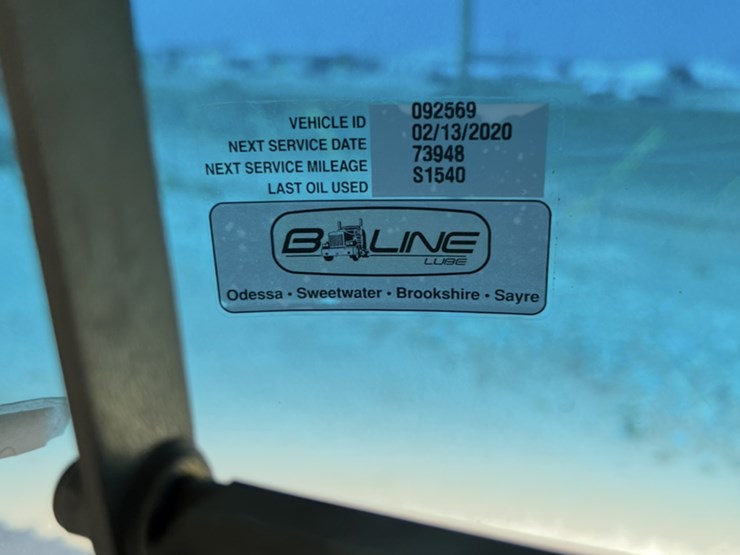 VEHICLE ID 092569
NEXT SERVICE DATE 02/13/2020
NEXT SERVICE MILEAGE 73948
LAST OIL USED S1540
B LINE
LUBE
Odessa • Sweetwater • Brookshire • Sayre